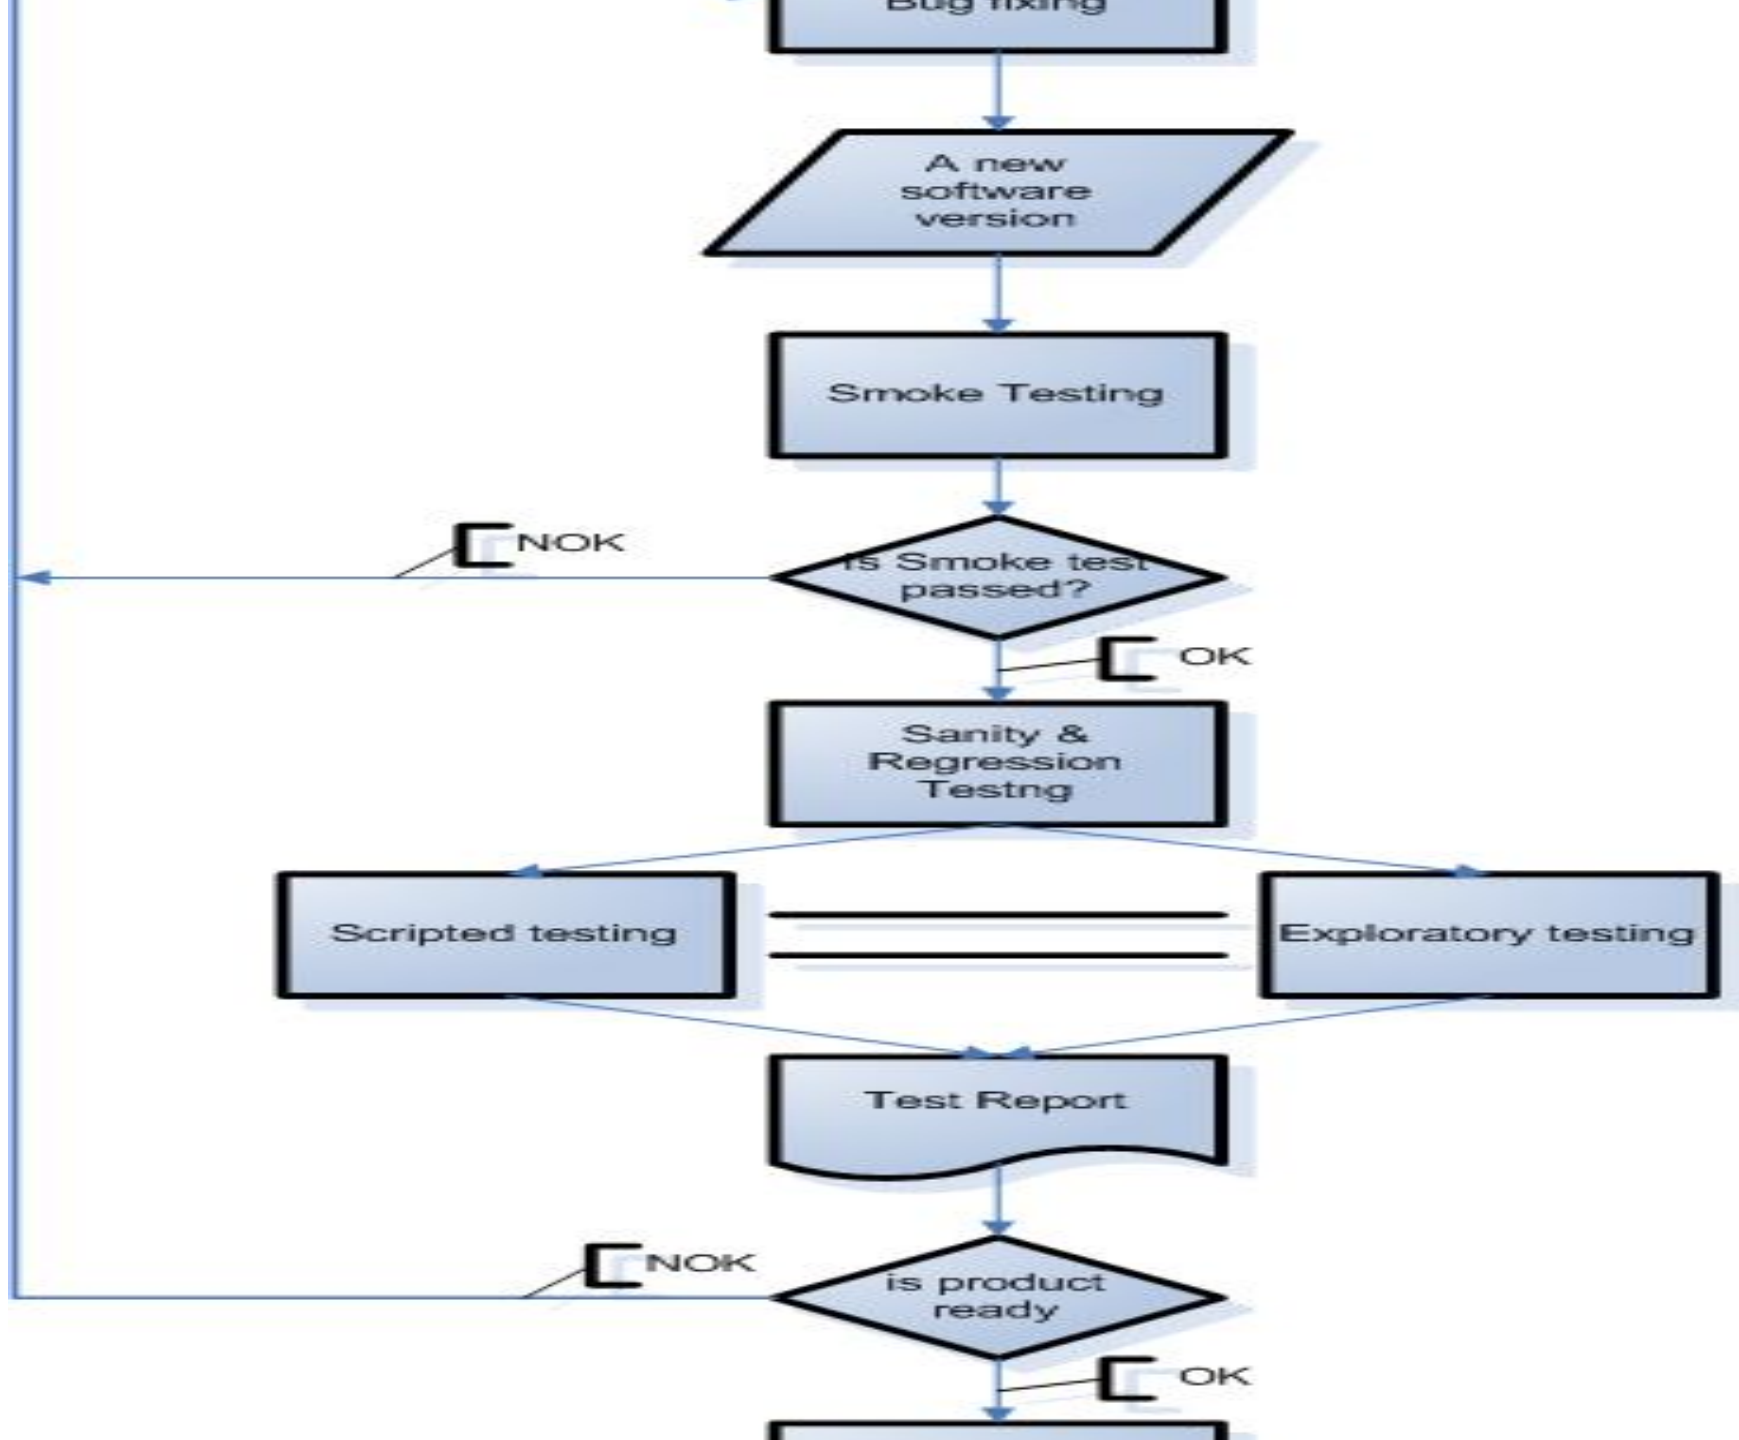 Bug fixing
A new
software
version
Smoke Testing
NOK
is Smoke test
passed?
OK
Sanity &
Regression
Testng
Scripted testing
Exploratory testing
Test Report
NOK
is product
ready
OK